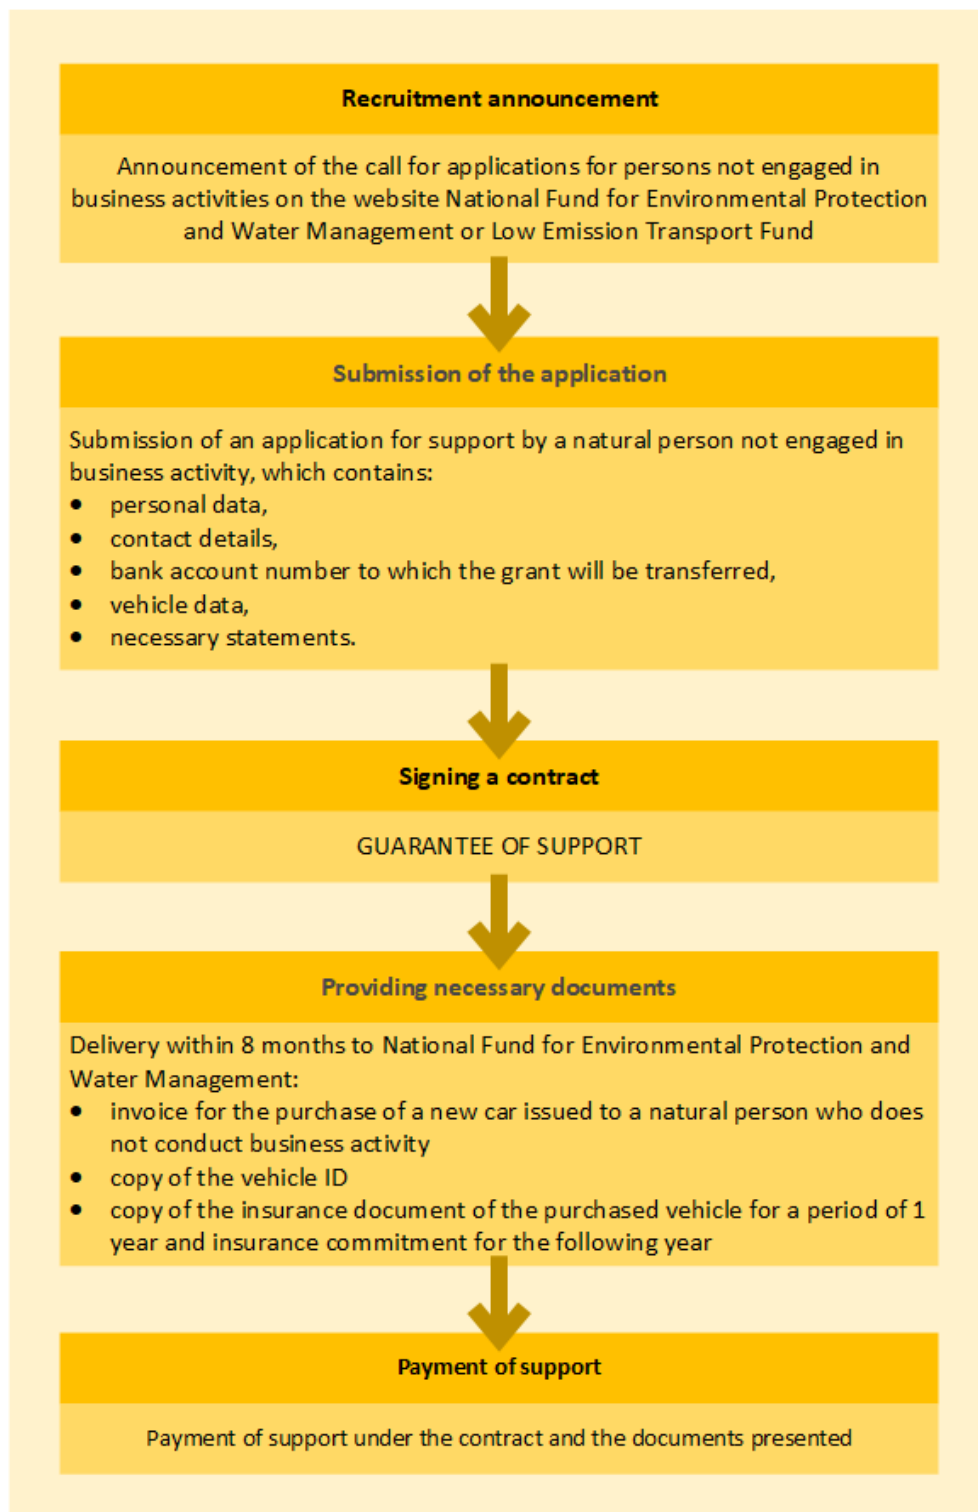 Recruitment announcement
Announcement of the call for applications for persons not engaged in
business activities on the website National Fund for Environmental Protection
and Water Management or Low Emission Transport Fund
Submission of the application
Submission of an application for support by a natural person not engaged in
business activity, which contains:
• personal data,
• contact details,
• bank account number to which the grant will be transferred,
• vehicle data,
• necessary statements.
Signing a contract
GUARANTEE OF SUPPORT
Providing necessary documents
Delivery within 8 months to National Fund for Environmental Protection and
Water Management:
• invoice for the purchase of a new car issued to a natural person who does
not conduct business activity
• copy of the vehicle ID
• copy of the insurance document of the purchased vehicle for a period of 1
year and insurance commitment for the following year
Payment of support
Payment of support under the contract and the documents presented